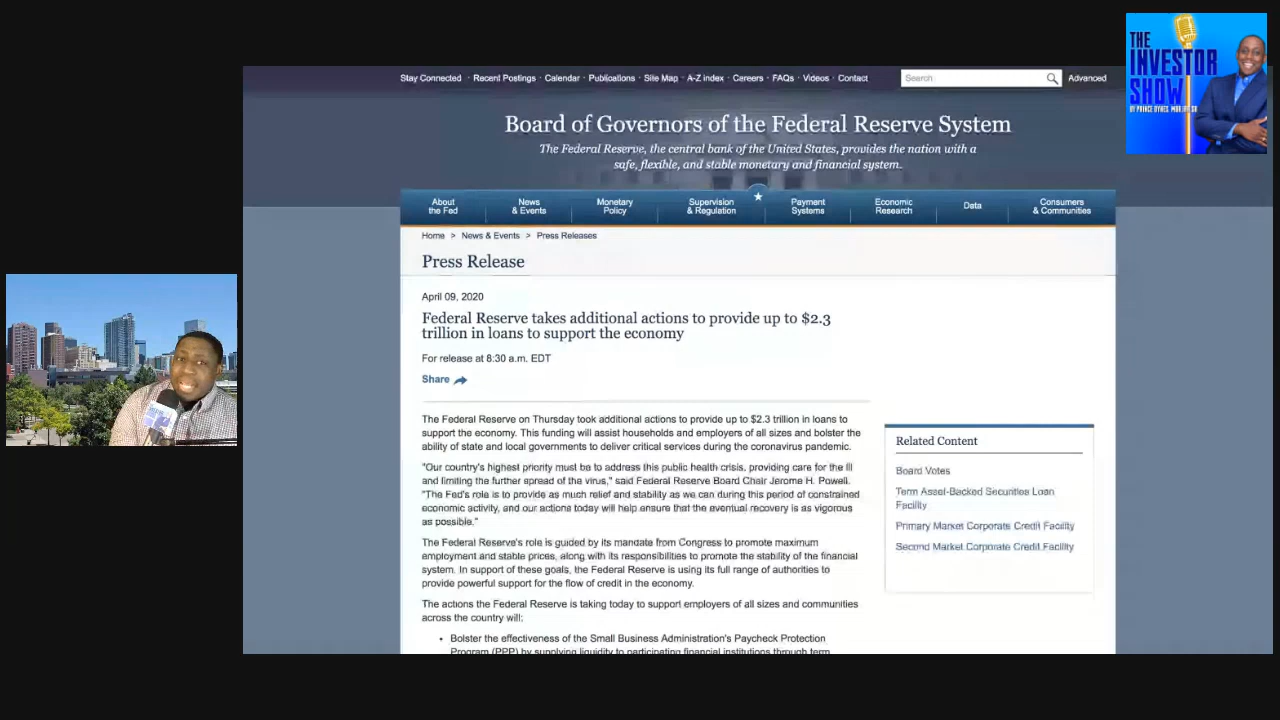 Stay Connected · Recent Postings · Calendar · Publications · Site Map · A-Z index · Careers · FAQs · Videos · Contact
Search
Advanced
THE
INVESTOR
SHOW
Board of Governors of the Federal Reserve System
The Federal Reserve, the central bank of the United States, provides the nation with a
safe, flexible, and stable monetary and financial system.
About
the Fed
News
& Events
Monetary
Policy
Supervision
& Regulation
Payment
Systems
Economic
Research
Data
Consumers
& Communities
Home > News & Events > Press Releases
Press Release
April 09, 2020
Federal Reserve takes additional actions to provide up to $2.3
trillion in loans to support the economy
For release at 8:30 a.m. EDT
Share
The Federal Reserve on Thursday took additional actions to provide up to $2.3 trillion in loans to
support the economy. This funding will assist households and employers of all sizes and bolster the
ability of state and local governments to deliver critical services during the coronavirus pandemic.
"Our country's highest priority must be to address this public health crisis, providing care for the ill
and limiting the further spread of the virus," said Federal Reserve Board Chair Jerome H. Powell.
"The Fed's role is to provide as much relief and stability as we can during this period of constrained
economic activity, and our actions today will help ensure that the eventual recovery is as vigorous
as possible."
The Federal Reserve's role is guided by its mandate from Congress to promote maximum
employment and stable prices, along with its responsibilities to promote the stability of the financial
system. In support of these goals, the Federal Reserve is using its full range of authorities to
provide powerful support for the flow of credit in the economy.
The actions the Federal Reserve is taking today to support employers of all sizes and communities
across the country will:
• Bolster the effectiveness of the Small Business Administration's Paycheck Protection
Program (PPP) by supplying liquidity to participating financial institutions through term
Related Content
Board Votes
Term Asset-Backed Securities Loan
Facility
Primary Market Corporate Credit Facility
Second Market Corporate Credit Facility